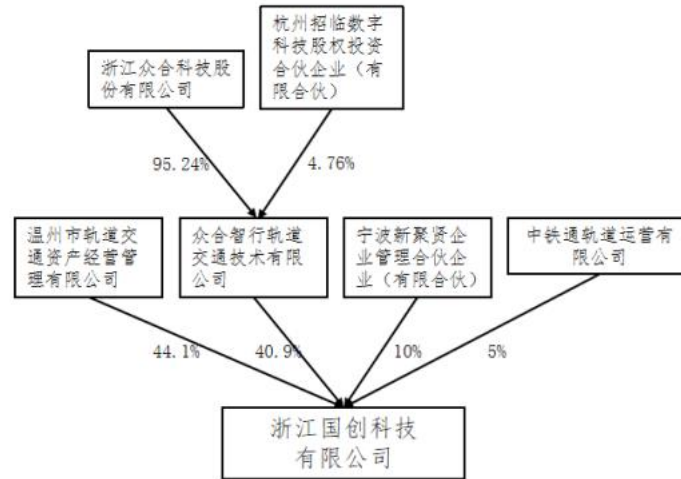 杭州招临数字
科技股权投资
合伙企业（有
限合伙）
浙江众合科技股
份有限公司
95.24%
4.76%
温州市轨道交
通资产经营管
理有限公司
众合智行轨道
交通技术有限公
司
宁波新聚贤企
业管理合伙企
业（有限合伙）
中铁通轨道运营有
限公司
44.1%
40.9%
10%
5%
浙江国创科技
有限公司